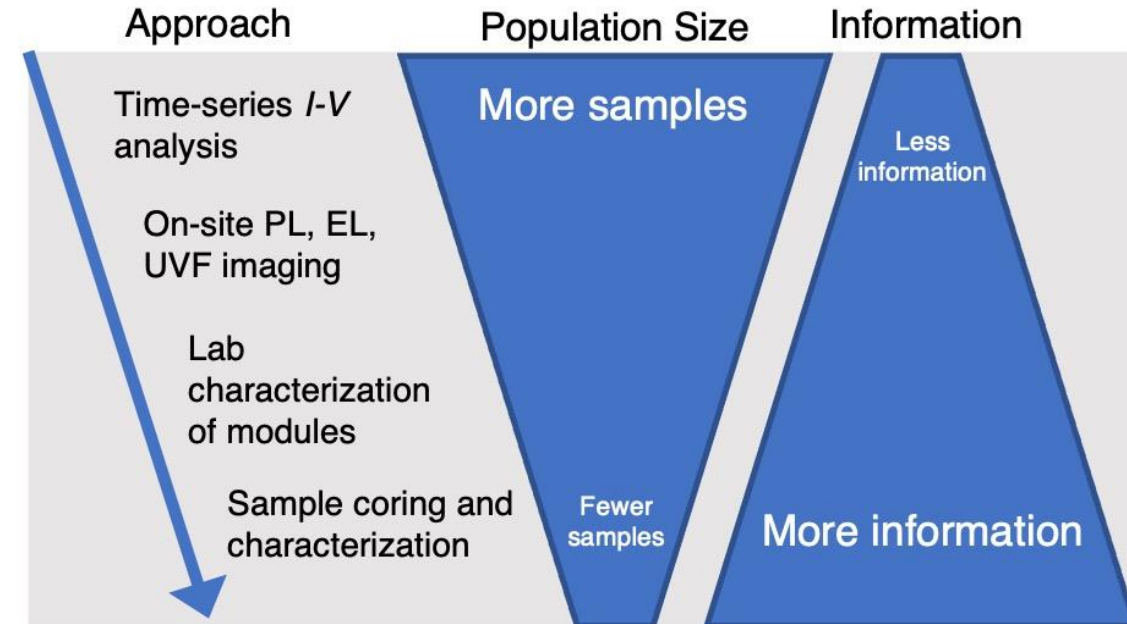 Approach
Population Size
Information
Time-series I-V
analysis
On-site PL, EL,
UVF imaging
Lab
characterization
of modules
Sample coring and
characterization
More samples
Fewer
samples
Less
information
More information